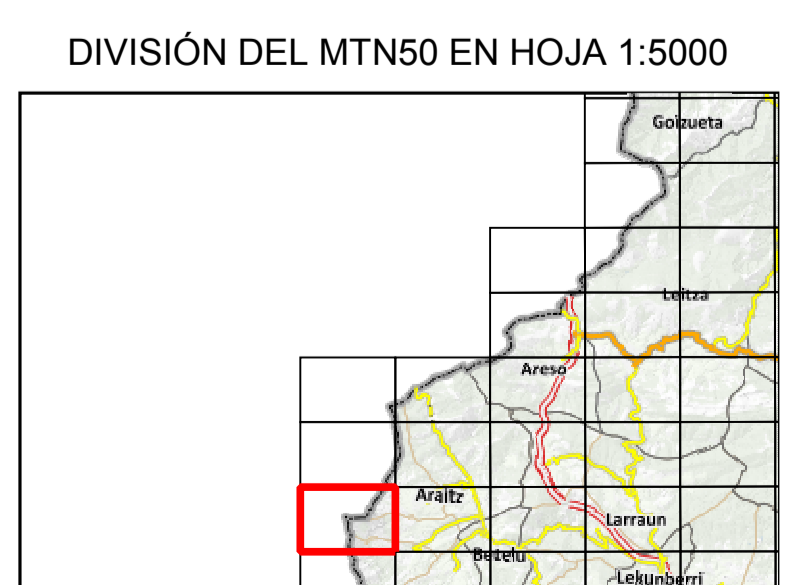 DIVISIÓN DEL MTN50 EN HOJA 1:5000
Goizueta
Leitza
Areso
Araitz
Larraun
Betelu
Lekunberri